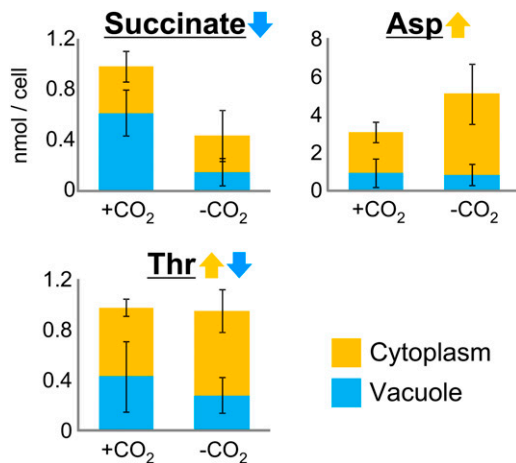 Succinate
nmol / cell
1.2
0.8
0.4
0
+CO₂ -CO₂
Asp
8
6
4
2
0
+CO₂ -CO₂
Thr
1.2
0.8
0.4
0
+CO₂ -CO₂
Cytoplasm
Vacuole